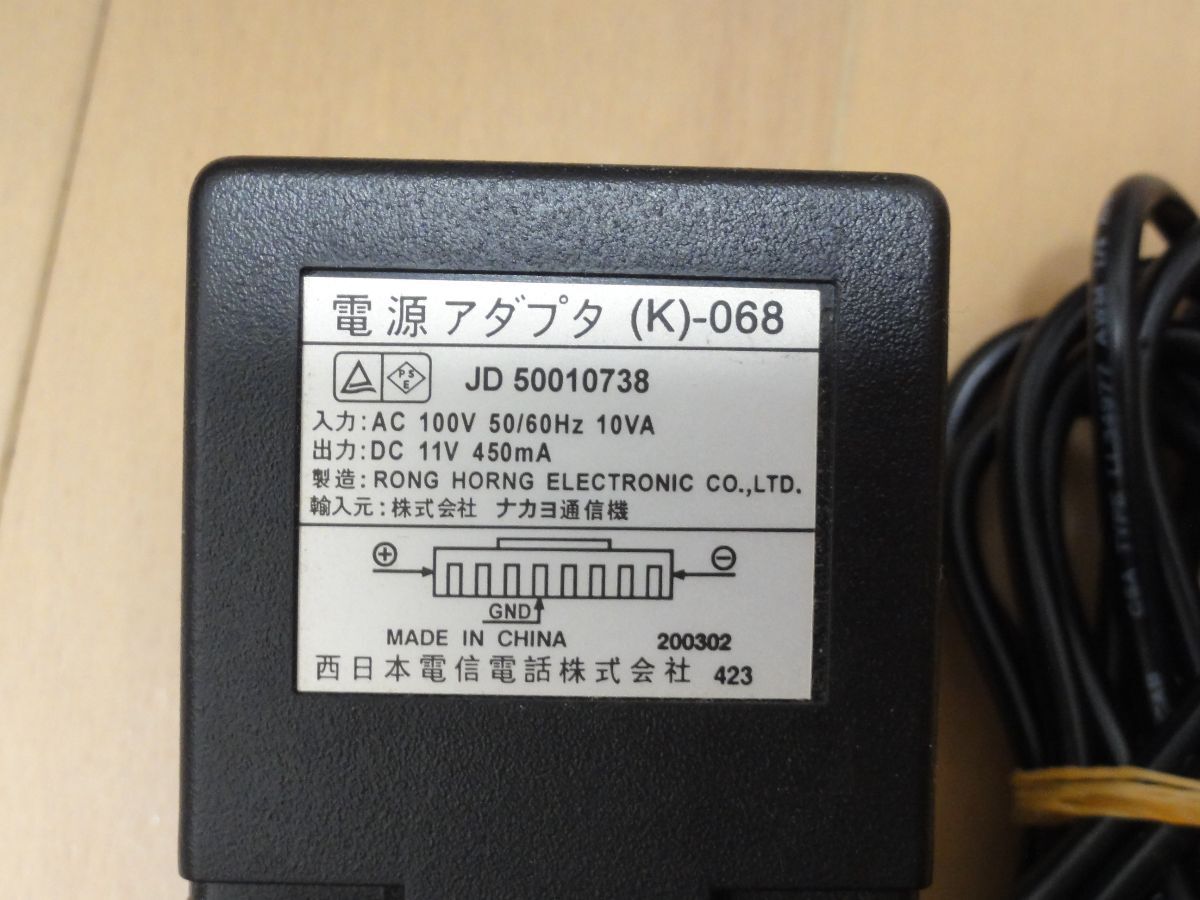 電源アダプタ (K)-068
PSE JD 50010738
入力:AC 100V 50/60Hz 10VA
出力:DC 11V 450mA
製造:RONG HORNG ELECTRONIC CO.,LTD.
輸入元:株式会社 ナカヨ通信機
⊕ ⊖
GND
MADE IN CHINA 200302
西日本電信電話株式会社 423